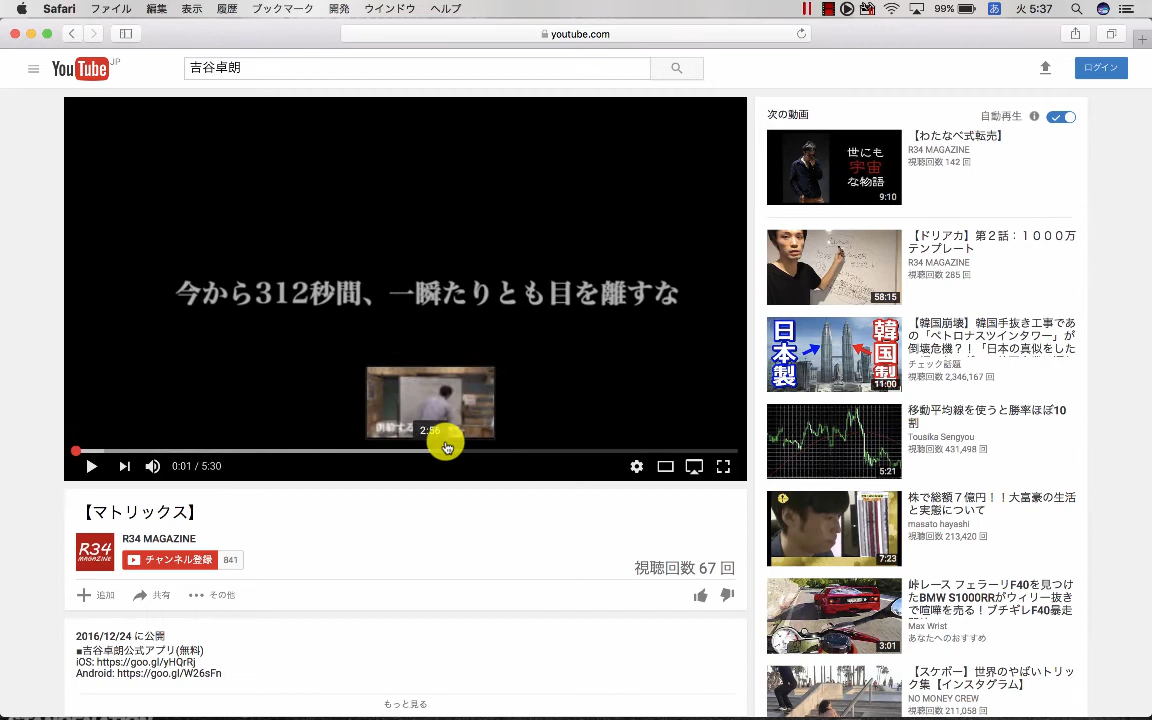 Safari ファイル 編集 表示 履歴 ブックマーク 開発 ウインドウ ヘルプ 99% あ 火 5:37
youtube.com
YouTube JP
吉谷卓朗
ログイン
今から312秒間、一瞬たりとも目を離すな
2:56
0:01 / 5:30
【マトリックス】
R34 MAGAZINE
R34 MAGAZINE
チャンネル登録 841
視聴回数 67 回
追加 共有 その他
2016/12/24 に公開
■吉谷卓朗公式アプリ(無料)
iOS: https://goo.gl/yHQrRj
Android: https://goo.gl/W26sFn
もっと見る
次の動画
自動再生
世にも
宇宙
な物語
9:10
【わたなべ式転売】
R34 MAGAZINE
視聴回数 142 回
58:15
【ドリアカ】第２話：１０００万
テンプレート
R34 MAGAZINE
視聴回数 285 回
日本製
韓国製
11:00
【韓国崩壊】韓国手抜き工事であ
の「ペトロナスツインタワー」が
倒壊危機？！「日本の真似をした
チェック話題
視聴回数 2,346,167 回
5:21
移動平均線を使うと勝率ほぼ10
割
Tousika Sengyou
視聴回数 431,498 回
7:23
株で総額７億円！！大富豪の生活
と実態について
masato hayashi
視聴回数 213,420 回
3:01
峠レース フェラーリF40を見つけ
たBMW S1000RRがウィリー抜き
で喧嘩を売る！ブチギレF40暴走
Max Wrist
あなたへのおすすめ
【スケボー】世界のやばいトリッ
ク集【インスタグラム】
NO MONEY CREW
視聴回数 211,058 回